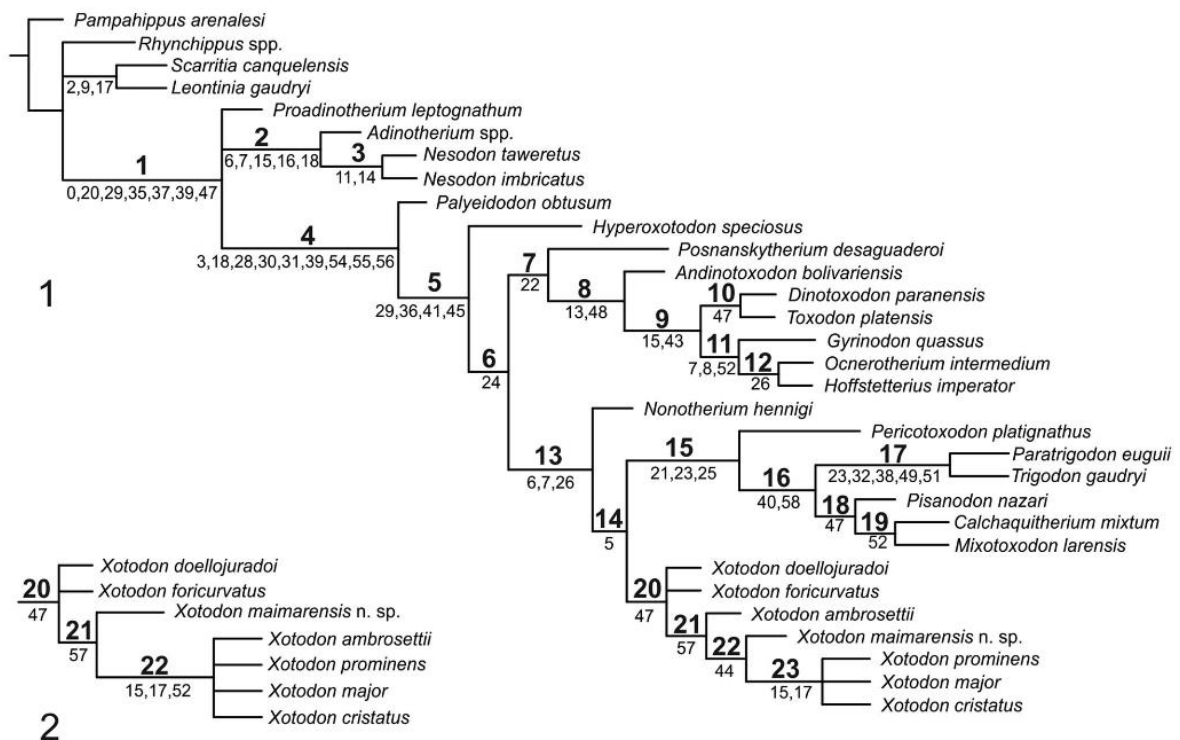 Pampahippus arenalesi
Rhynchippus spp.
Scarritia canquelensis
2,9,17
Leontinia gaudryi
Proadinotherium leptognathum
2
Adinotherium spp.
6,7,15,16,18
3
Nesodon taweretus
11,14
Nesodon imbricatus
1
0,20,29,35,37,39,47
Palyeidodon obtusum
4
3,18,28,30,31,39,54,55,56
Hyperoxotodon speciosus
5
29,36,41,45
1
Posnanskytherium desaguaderoi
7
22
Andinotoxodon bolivariensis
8
13,48
10
Dinotoxodon paranensis
47
Toxodon platensis
9
15,43
11
Gyrinodon quassus
7,8,52
12
Ocnerotherium intermedium
26
Hoffstetterius imperator
6
24
Nonotherium hennigi
13
6,7,26
Pericotoxodon platignathus
15
21,23,25
17
Paratrigodon euguii
23,32,38,49,51
Trigodon gaudryi
16
40,58
18
Pisanodon nazari
47
19
Calchaquitherium mixtum
52
Mixotoxodon larensis
14
5
Xotodon doellojuradoi
20
Xotodon foricurvatus
47
21
Xotodon ambrosettii
57
22
Xotodon maimarensis n. sp.
44
23
Xotodon prominens
15,17
Xotodon major
Xotodon cristatus
Xotodon doellojuradoi
20
Xotodon foricurvatus
47
21
Xotodon maimarensis n. sp.
57
22
Xotodon ambrosettii
15,17,52
Xotodon prominens
Xotodon major
Xotodon cristatus
2